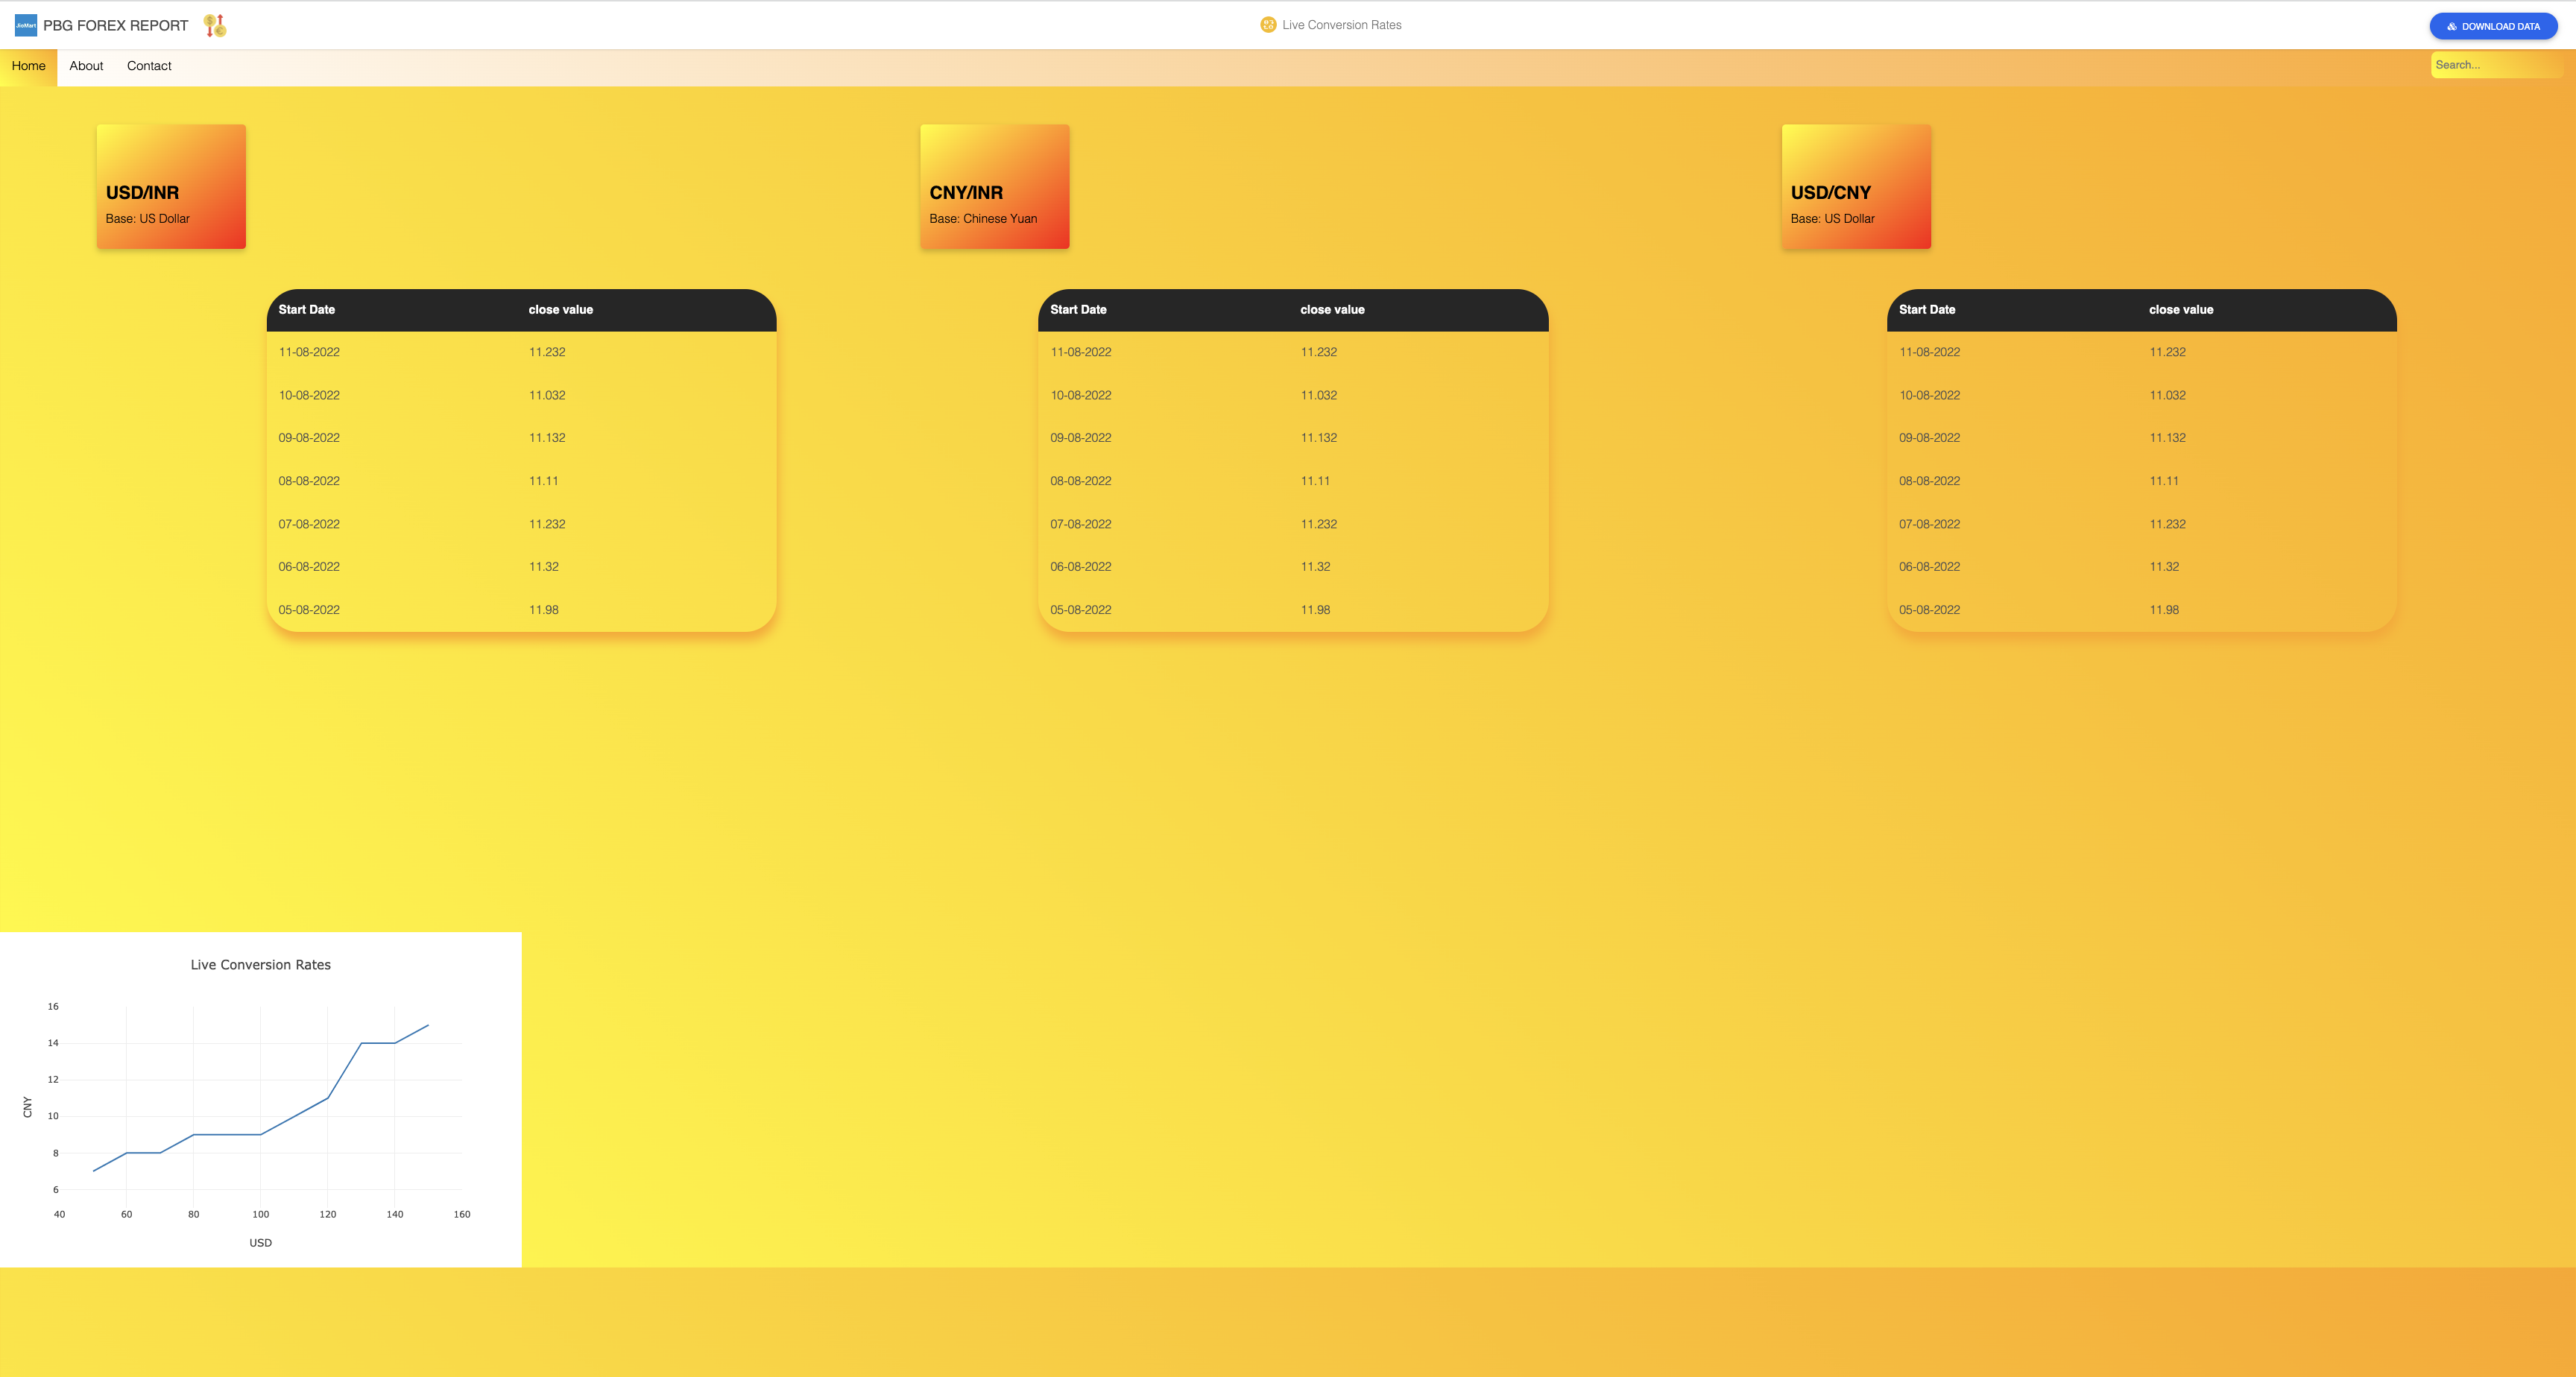 JioMart PBG FOREX REPORT
Live Conversion Rates
DOWNLOAD DATA
Home About Contact
Search...
USD/INR
Base: US Dollar
CNY/INR
Base: Chinese Yuan
USD/CNY
Base: US Dollar
Start Date close value
11-08-2022 11.232
10-08-2022 11.032
09-08-2022 11.132
08-08-2022 11.11
07-08-2022 11.232
06-08-2022 11.32
05-08-2022 11.98
Start Date close value
11-08-2022 11.232
10-08-2022 11.032
09-08-2022 11.132
08-08-2022 11.11
07-08-2022 11.232
06-08-2022 11.32
05-08-2022 11.98
Start Date close value
11-08-2022 11.232
10-08-2022 11.032
09-08-2022 11.132
08-08-2022 11.11
07-08-2022 11.232
06-08-2022 11.32
05-08-2022 11.98
Live Conversion Rates
16
14
12
10
8
6
CNY
40 60 80 100 120 140 160
USD